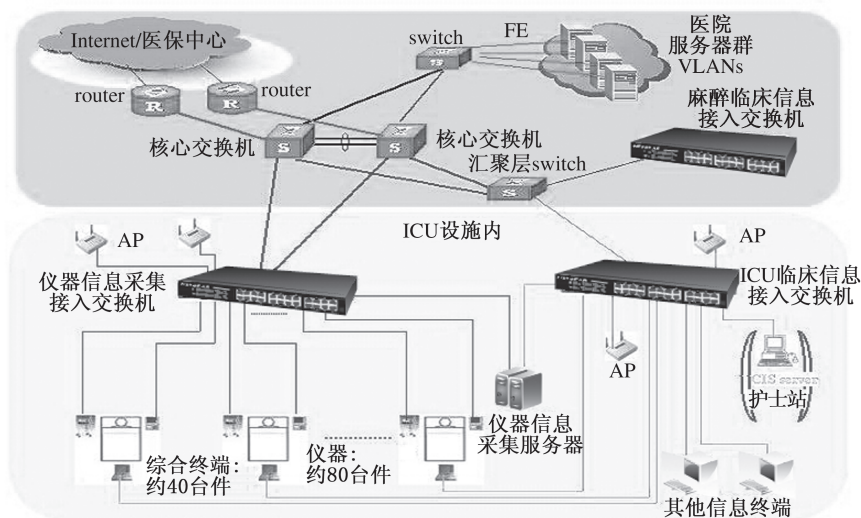 Internet/医保中心
switch
FE
医院
服务器群
VLANs
router
router
R
R
麻醉临床信息
接入交换机
核心交换机
S
S
核心交换机
汇聚层switch
S
ICU设施内
AP
AP
仪器信息采集
接入交换机
ICU临床信息
接入交换机
AP
CIS server
护士站
仪器信息
采集服务器
综合终端:
约40台件
仪器:
约80台件
其他信息终端